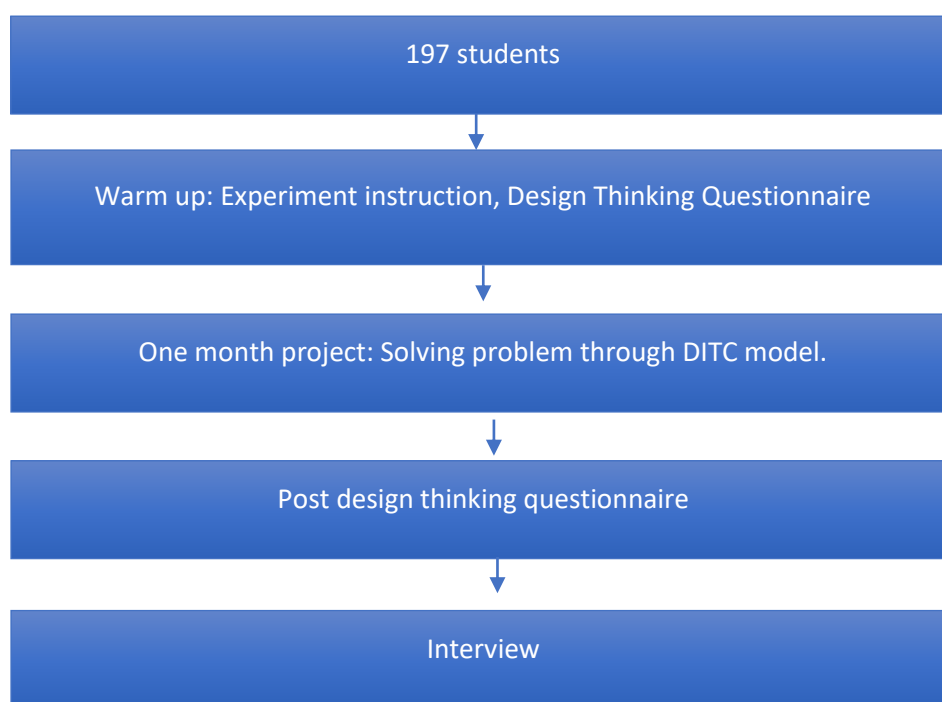 197 students
Warm up: Experiment instruction, Design Thinking Questionnaire
One month project: Solving problem through DITC model.
Post design thinking questionnaire
Interview